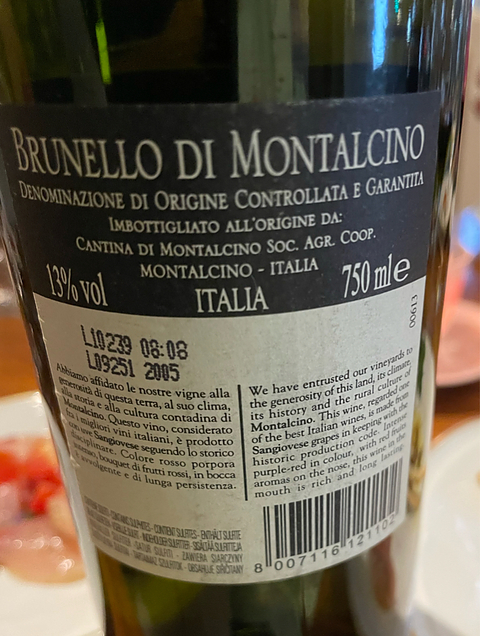 BRUNELLO DI MONTALCINO
DENOMINAZIONE DI ORIGINE CONTROLLATA E GARANTITA
IMBOTTIGLIATO ALL'ORIGINE DA:
CANTINA DI MONTALCINO SOC. AGR. COOP.
MONTALCINO - ITALIA
13% vol
ITALIA
750 ml e
00613
L10239 08:08
L09251 2005
Abbiamo affidato le nostre vigne alla
generosità di questa terra, al suo clima,
alla storia e alla cultura contadina di
Montalcino. Questo vino, considerato
fra i migliori vini italiani, è prodotto
con uve Sangiovese seguendo lo storico
disciplinare. Colore rosso porpora
intenso, bouquet di frutti rossi, in bocca
avvolgente e di lunga persistenza.
We have entrusted our vineyards to
the generosity of this land, its climate,
its history and the rural culture of
Montalcino. This wine, regarded one
of the best Italian wines, is made from
Sangiovese grapes in keeping with the
historic production code. Intense
purple-red in colour, with red fruit
aromas on the nose, this wine in the
mouth is rich and long lasting.
CONTAINS SULPHITES - CONTIENT SULFITES - ENTHÄLT SULFITE
8 007116 121102